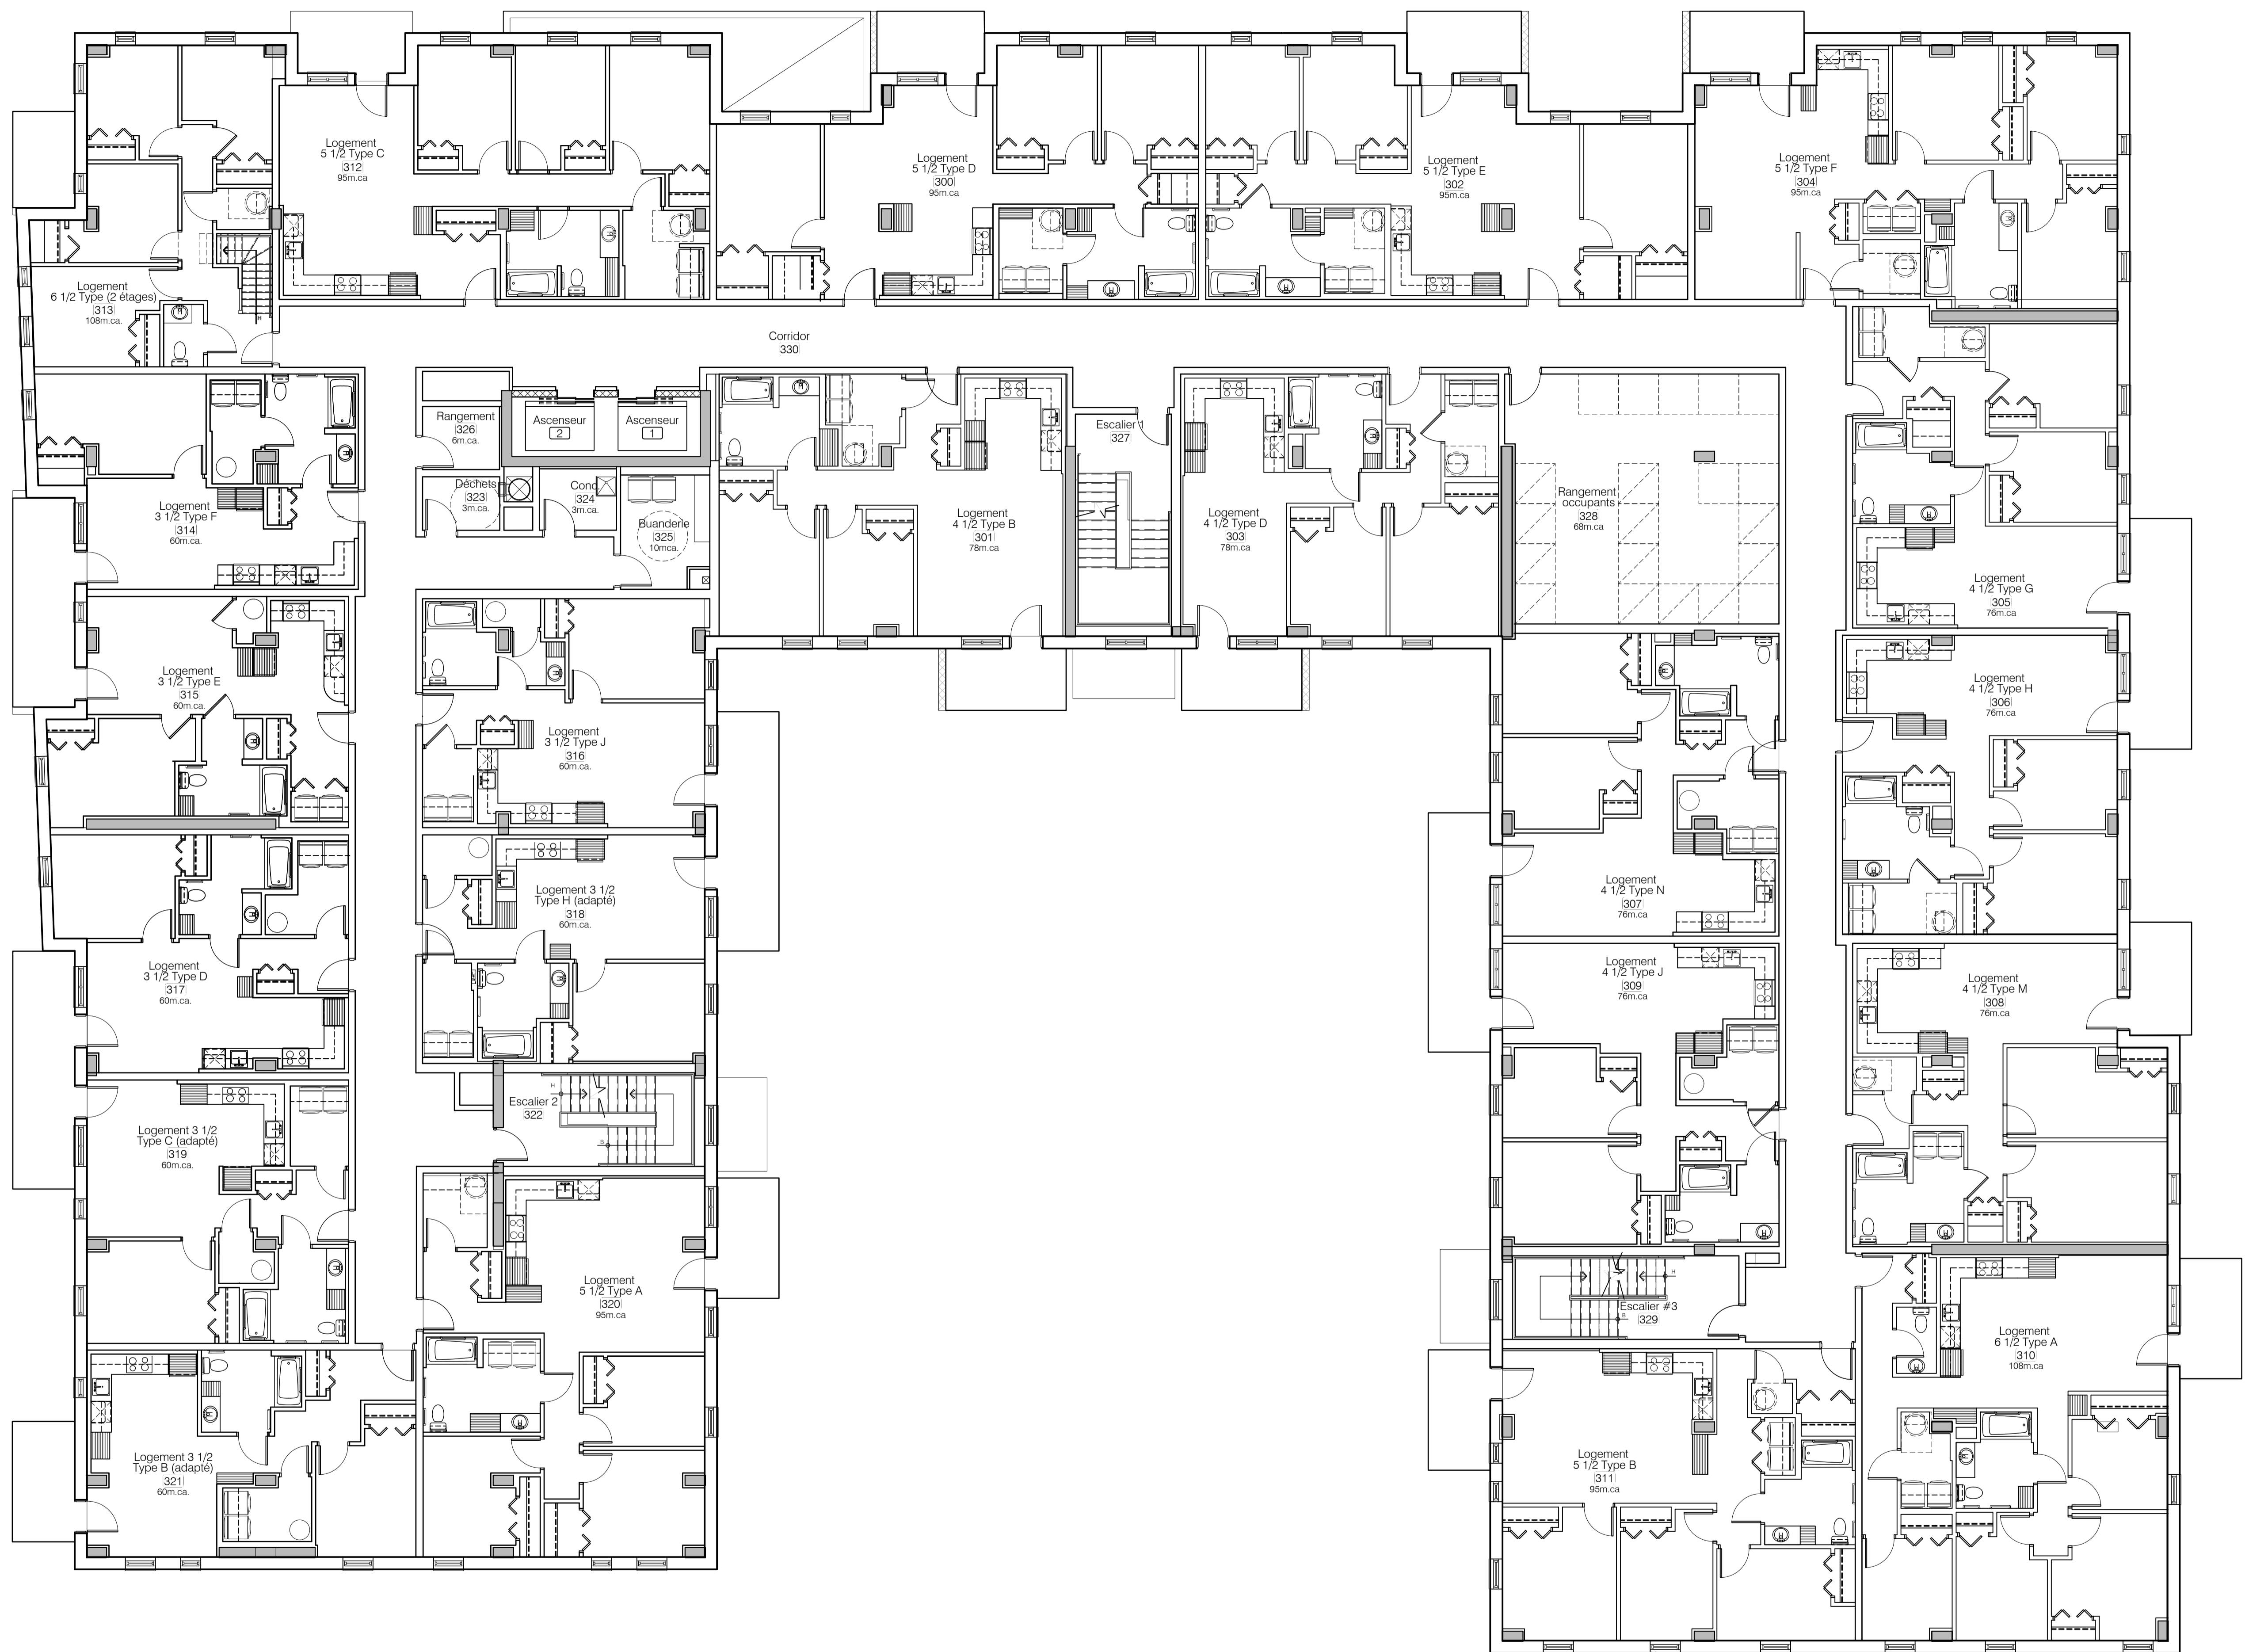 Logement
5 1/2 Type C
312
95m.ca
Logement
5 1/2 Type D
300
95m.ca
Logement
5 1/2 Type E
302
95m.ca
Logement
5 1/2 Type F
304
95m.ca
Logement
6 1/2 Type (2 étages)
313
108m.ca.
H
Corridor
330
Rangement
326
6m.ca.
Ascenseur
2
Ascenseur
1
Escalier 1
327
Déchets
323
3m.ca.
Cond.
324
3m.ca.
Buanderie
325
10mca.
Logement
3 1/2 Type F
314
60m.ca.
Logement
4 1/2 Type B
301
78m.ca
Logement
4 1/2 Type D
303
78m.ca
Rangement
occupants
328
68m.ca
Logement
4 1/2 Type G
305
76m.ca
Logement
3 1/2 Type E
315
60m.ca.
Logement
3 1/2 Type J
316
60m.ca.
Logement
4 1/2 Type H
306
76m.ca
Logement 3 1/2
Type H (adapté)
318
60m.ca.
Logement
4 1/2 Type N
307
76m.ca
Logement
3 1/2 Type D
317
60m.ca.
Logement
4 1/2 Type J
309
76m.ca
Logement
4 1/2 Type M
308
76m.ca
Escalier 2
322
H
B
Logement 3 1/2
Type C (adapté)
319
60m.ca.
Logement
5 1/2 Type A
320
95m.ca
Escalier #3
329
H
B
Logement
6 1/2 Type A
310
108m.ca
Logement 3 1/2
Type B (adapté)
321
60m.ca.
Logement
5 1/2 Type B
311
95m.ca